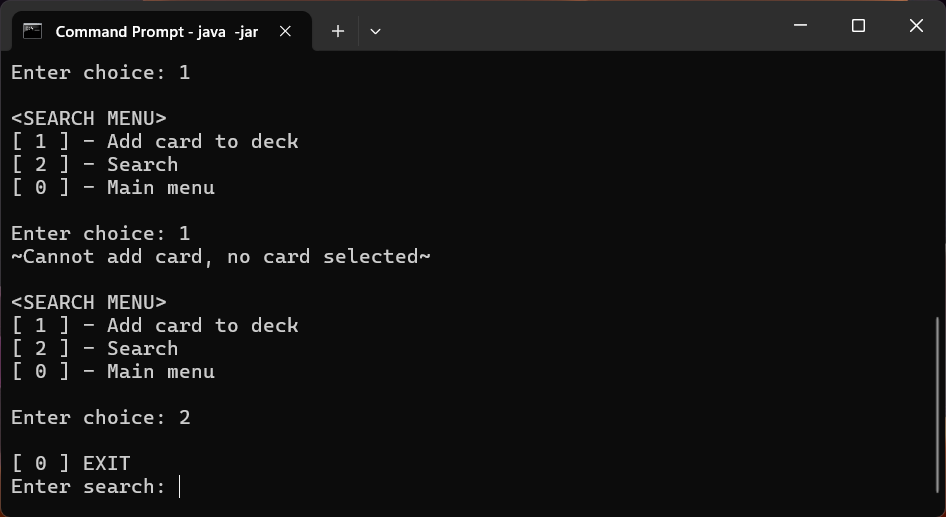 Command Prompt - java -jar
Enter choice: 1
<SEARCH MENU>
[ 1 ] - Add card to deck
[ 2 ] - Search
[ 0 ] - Main menu
Enter choice: 1
~Cannot add card, no card selected~
<SEARCH MENU>
[ 1 ] - Add card to deck
[ 2 ] - Search
[ 0 ] - Main menu
Enter choice: 2
[ 0 ] EXIT
Enter search: